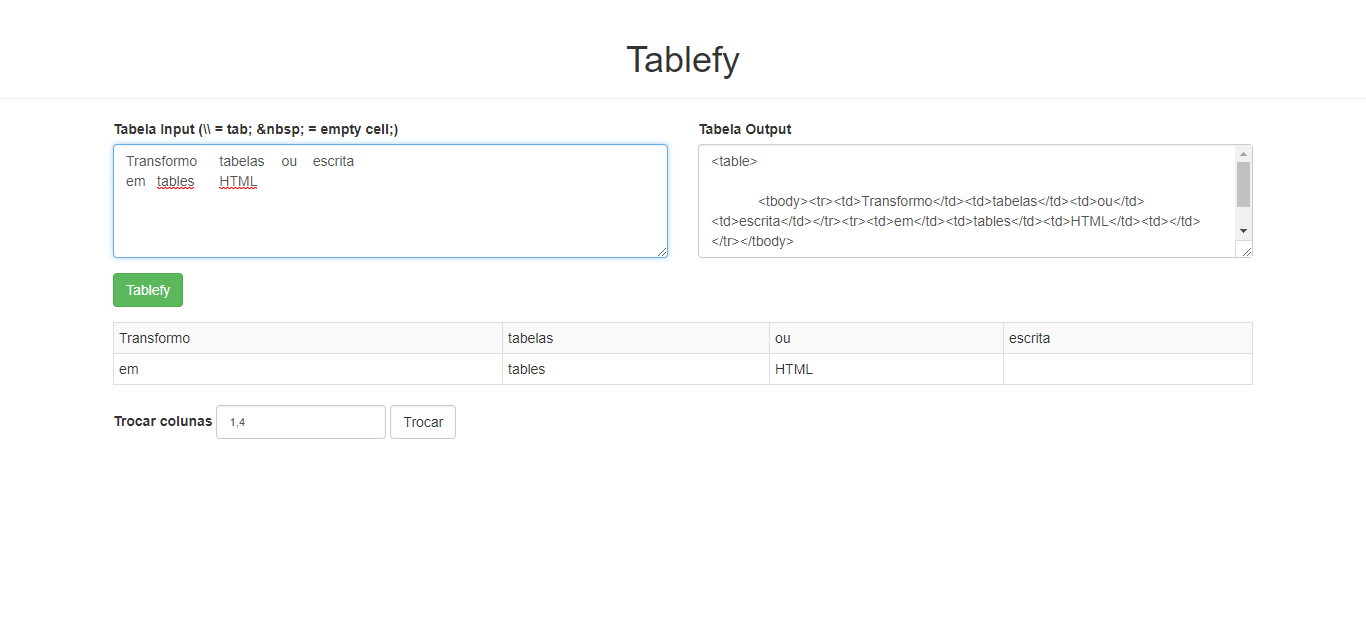 Tablefy
Tabela Input (\\ = tab; &nbsp; = empty cell;)
Transformo tabelas ou escrita
em tables HTML
Tabela Output
<table>
<tbody><tr><td>Transformo</td><td>tabelas</td><td>ou</td>
<td>escrita</td></tr><tr><td>em</td><td>tables</td><td>HTML</td><td></td>
</tr></tbody>
Tablefy
Transformo tabelas ou escrita
em tables HTML
Trocar colunas 1,4 Trocar